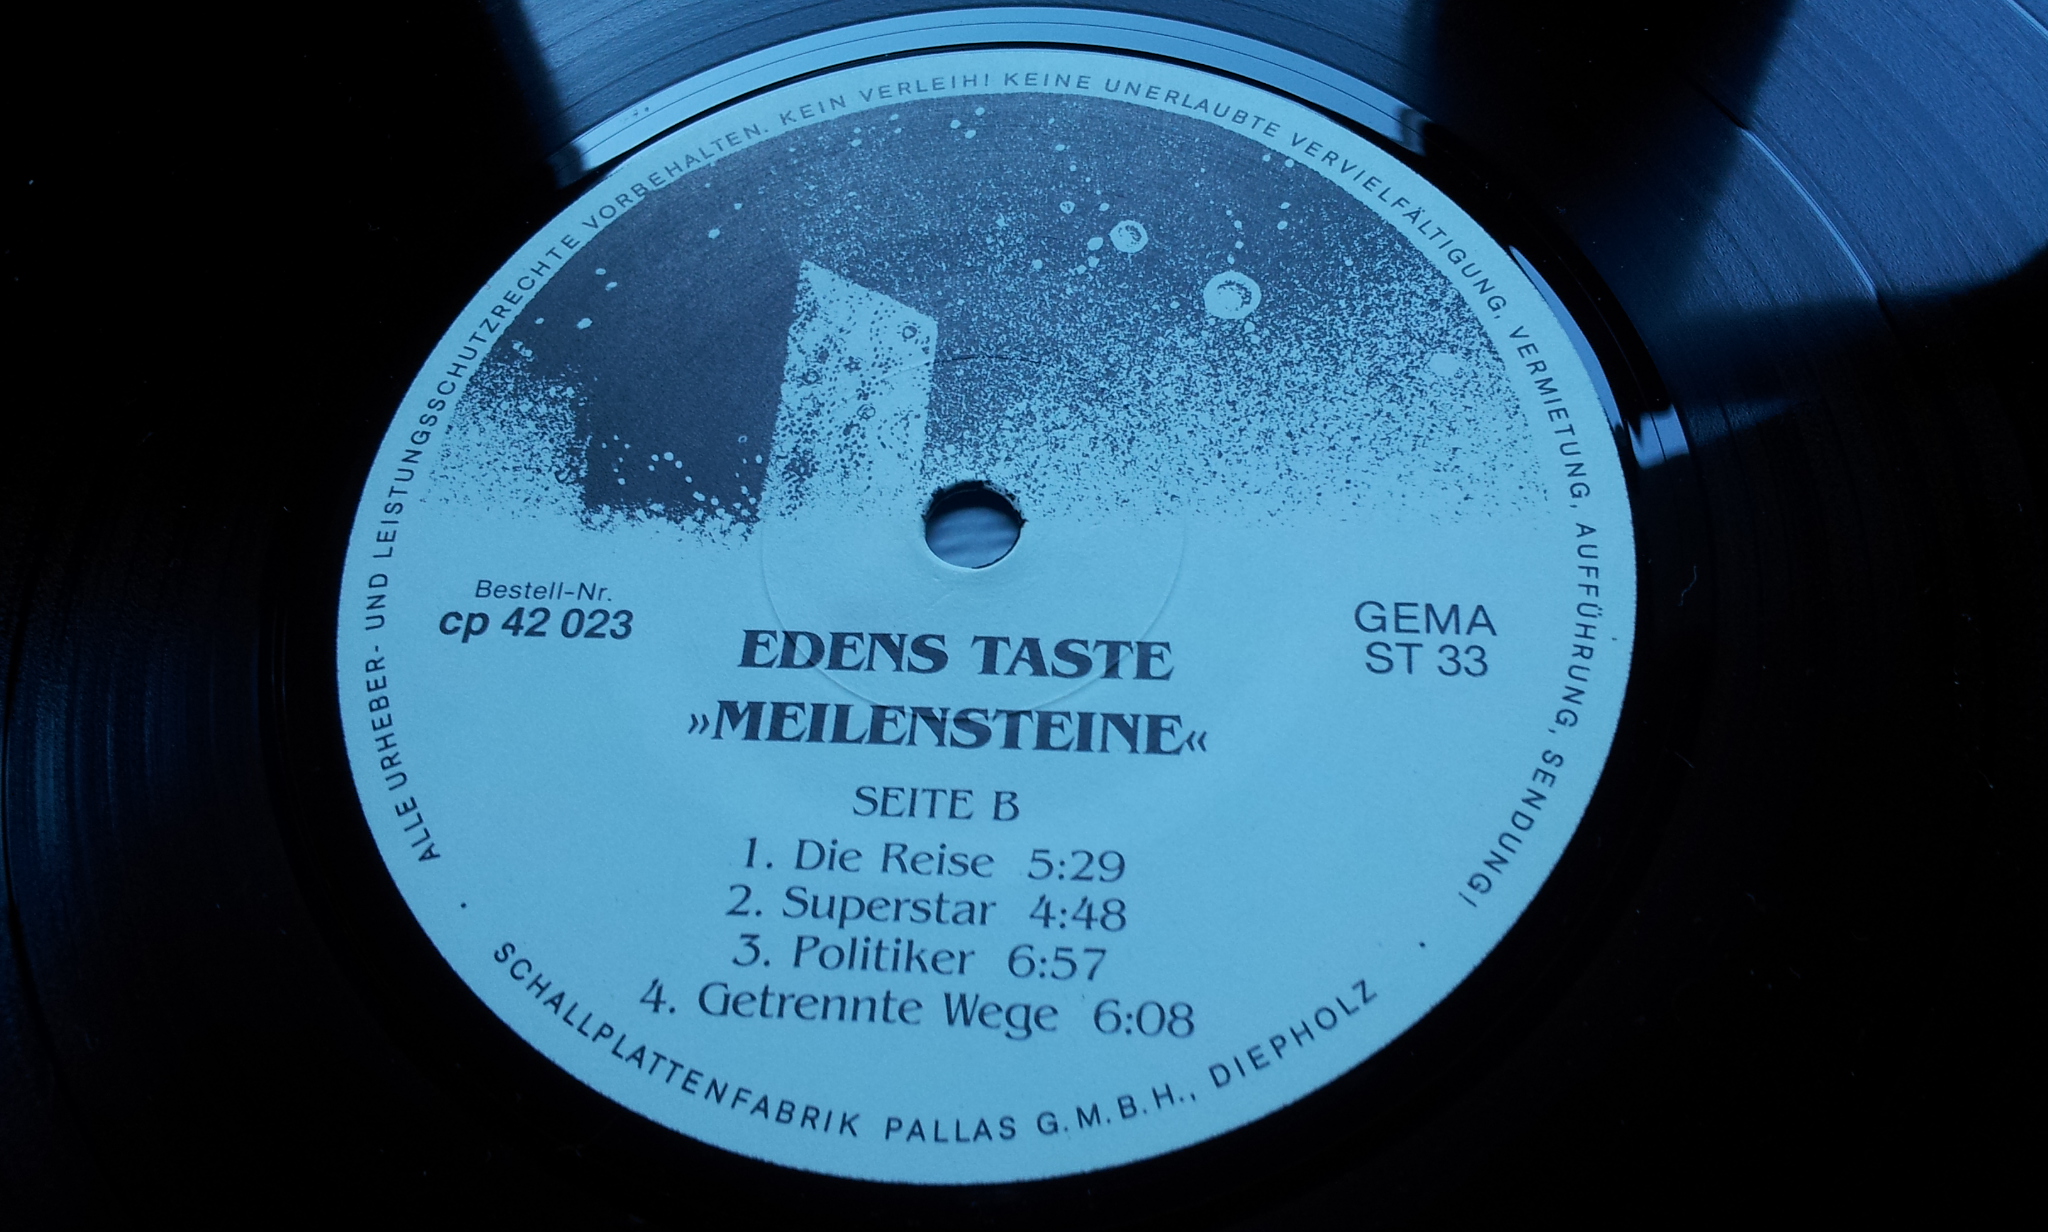 ALLE URHEBER- UND LEISTUNGSSCHUTZRECHTE VORBEHALTEN. KEIN VERLEIH! KEINE UNERLAUBTE VERVIELFÄLTIGUNG, VERMIETUNG, AUFFÜHRUNG, SENDUNG!
Bestell-Nr.
cp 42 023
GEMA
ST 33
EDENS TASTE
»MEILENSTEINE«
SEITE B
1. Die Reise 5:29
2. Superstar 4:48
3. Politiker 6:57
4. Getrennte Wege 6:08
· SCHALLPLATTENFABRIK PALLAS G.M.B.H., DIEPHOLZ ·